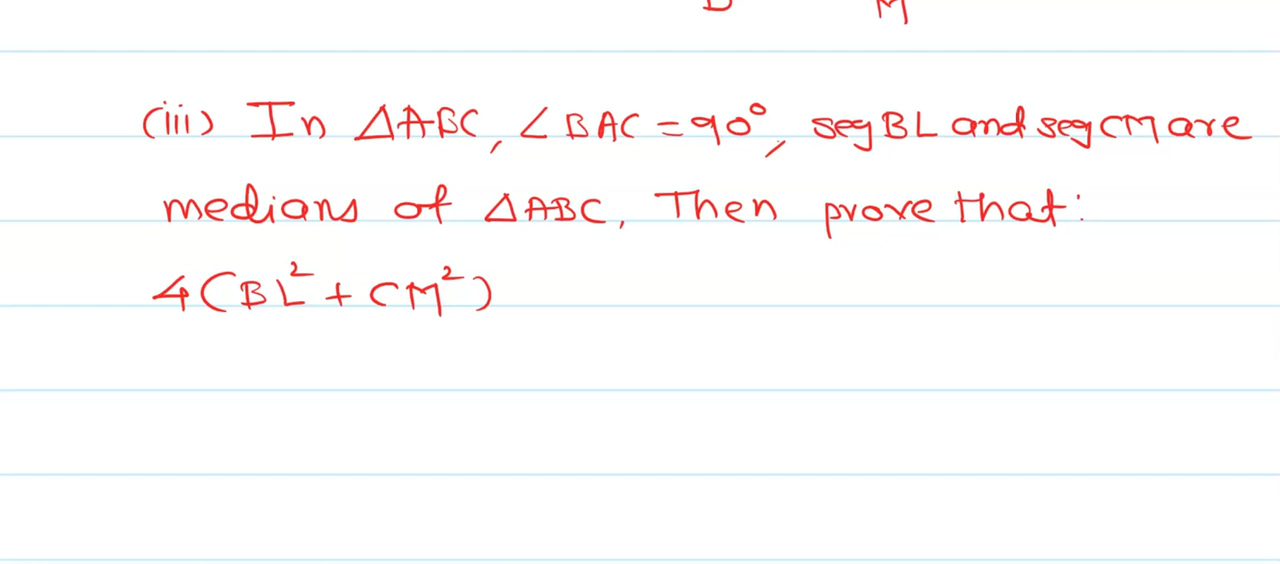 (iii) In △ABC, ∠BAC = 90°, seg BL and seg CM are
medians of △ABC, Then prove that:
4(BL² + CM²)